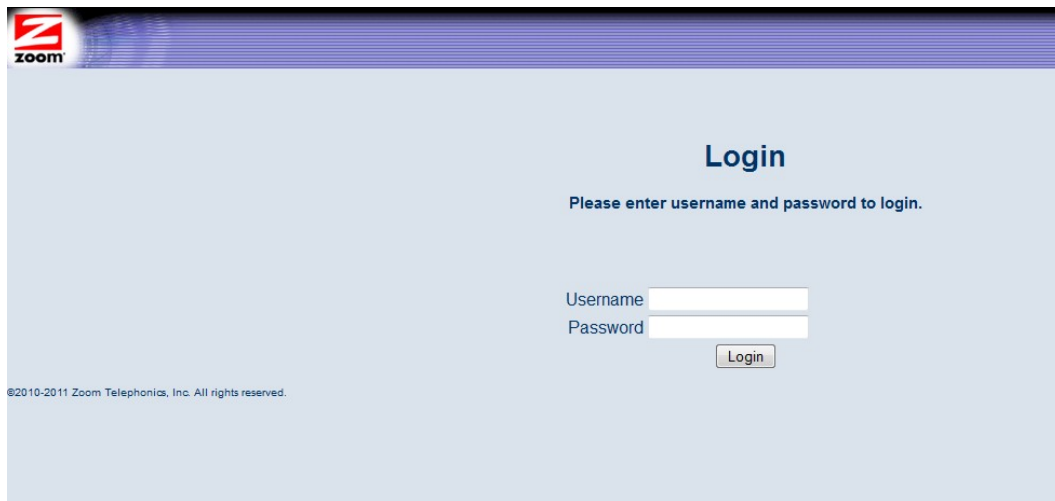 zoom
Login
Please enter username and password to login.
Username
Password
Login
©2010-2011 Zoom Telephonics, Inc. All rights reserved.